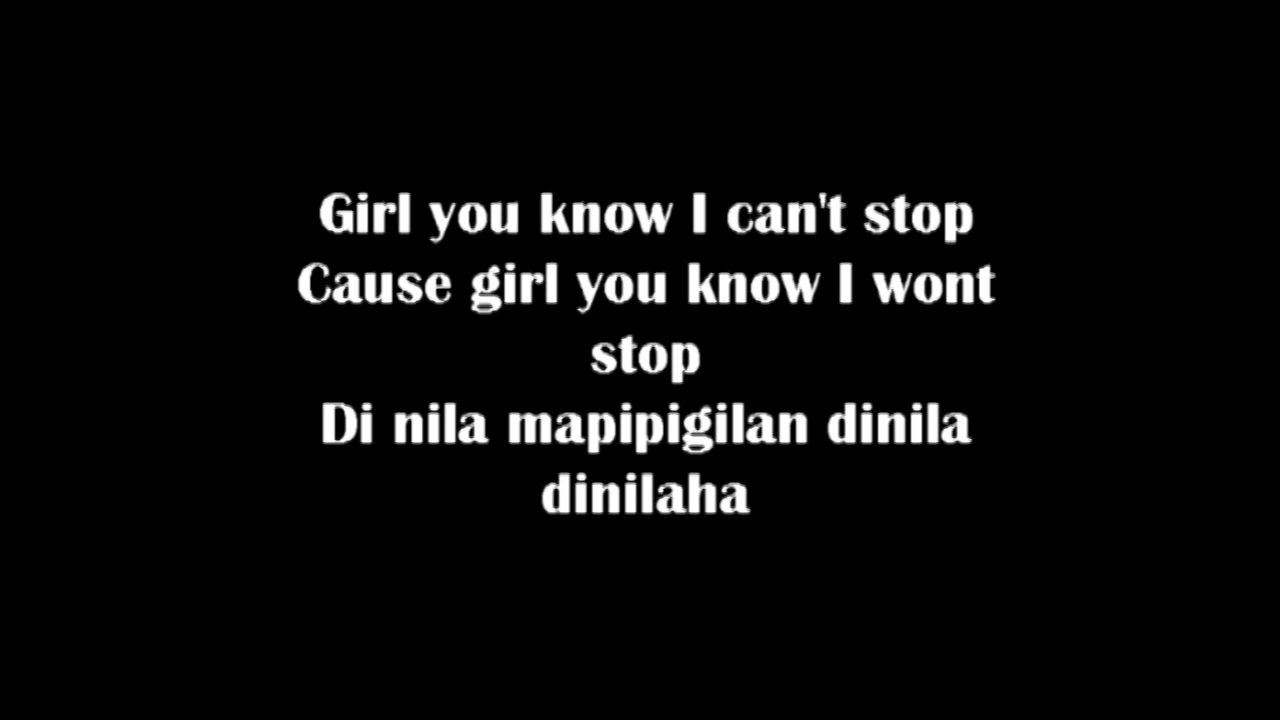 Girl you know I can't stop
Cause girl you know I wont
stop
Di nila mapipigilan dinila
dinilaha